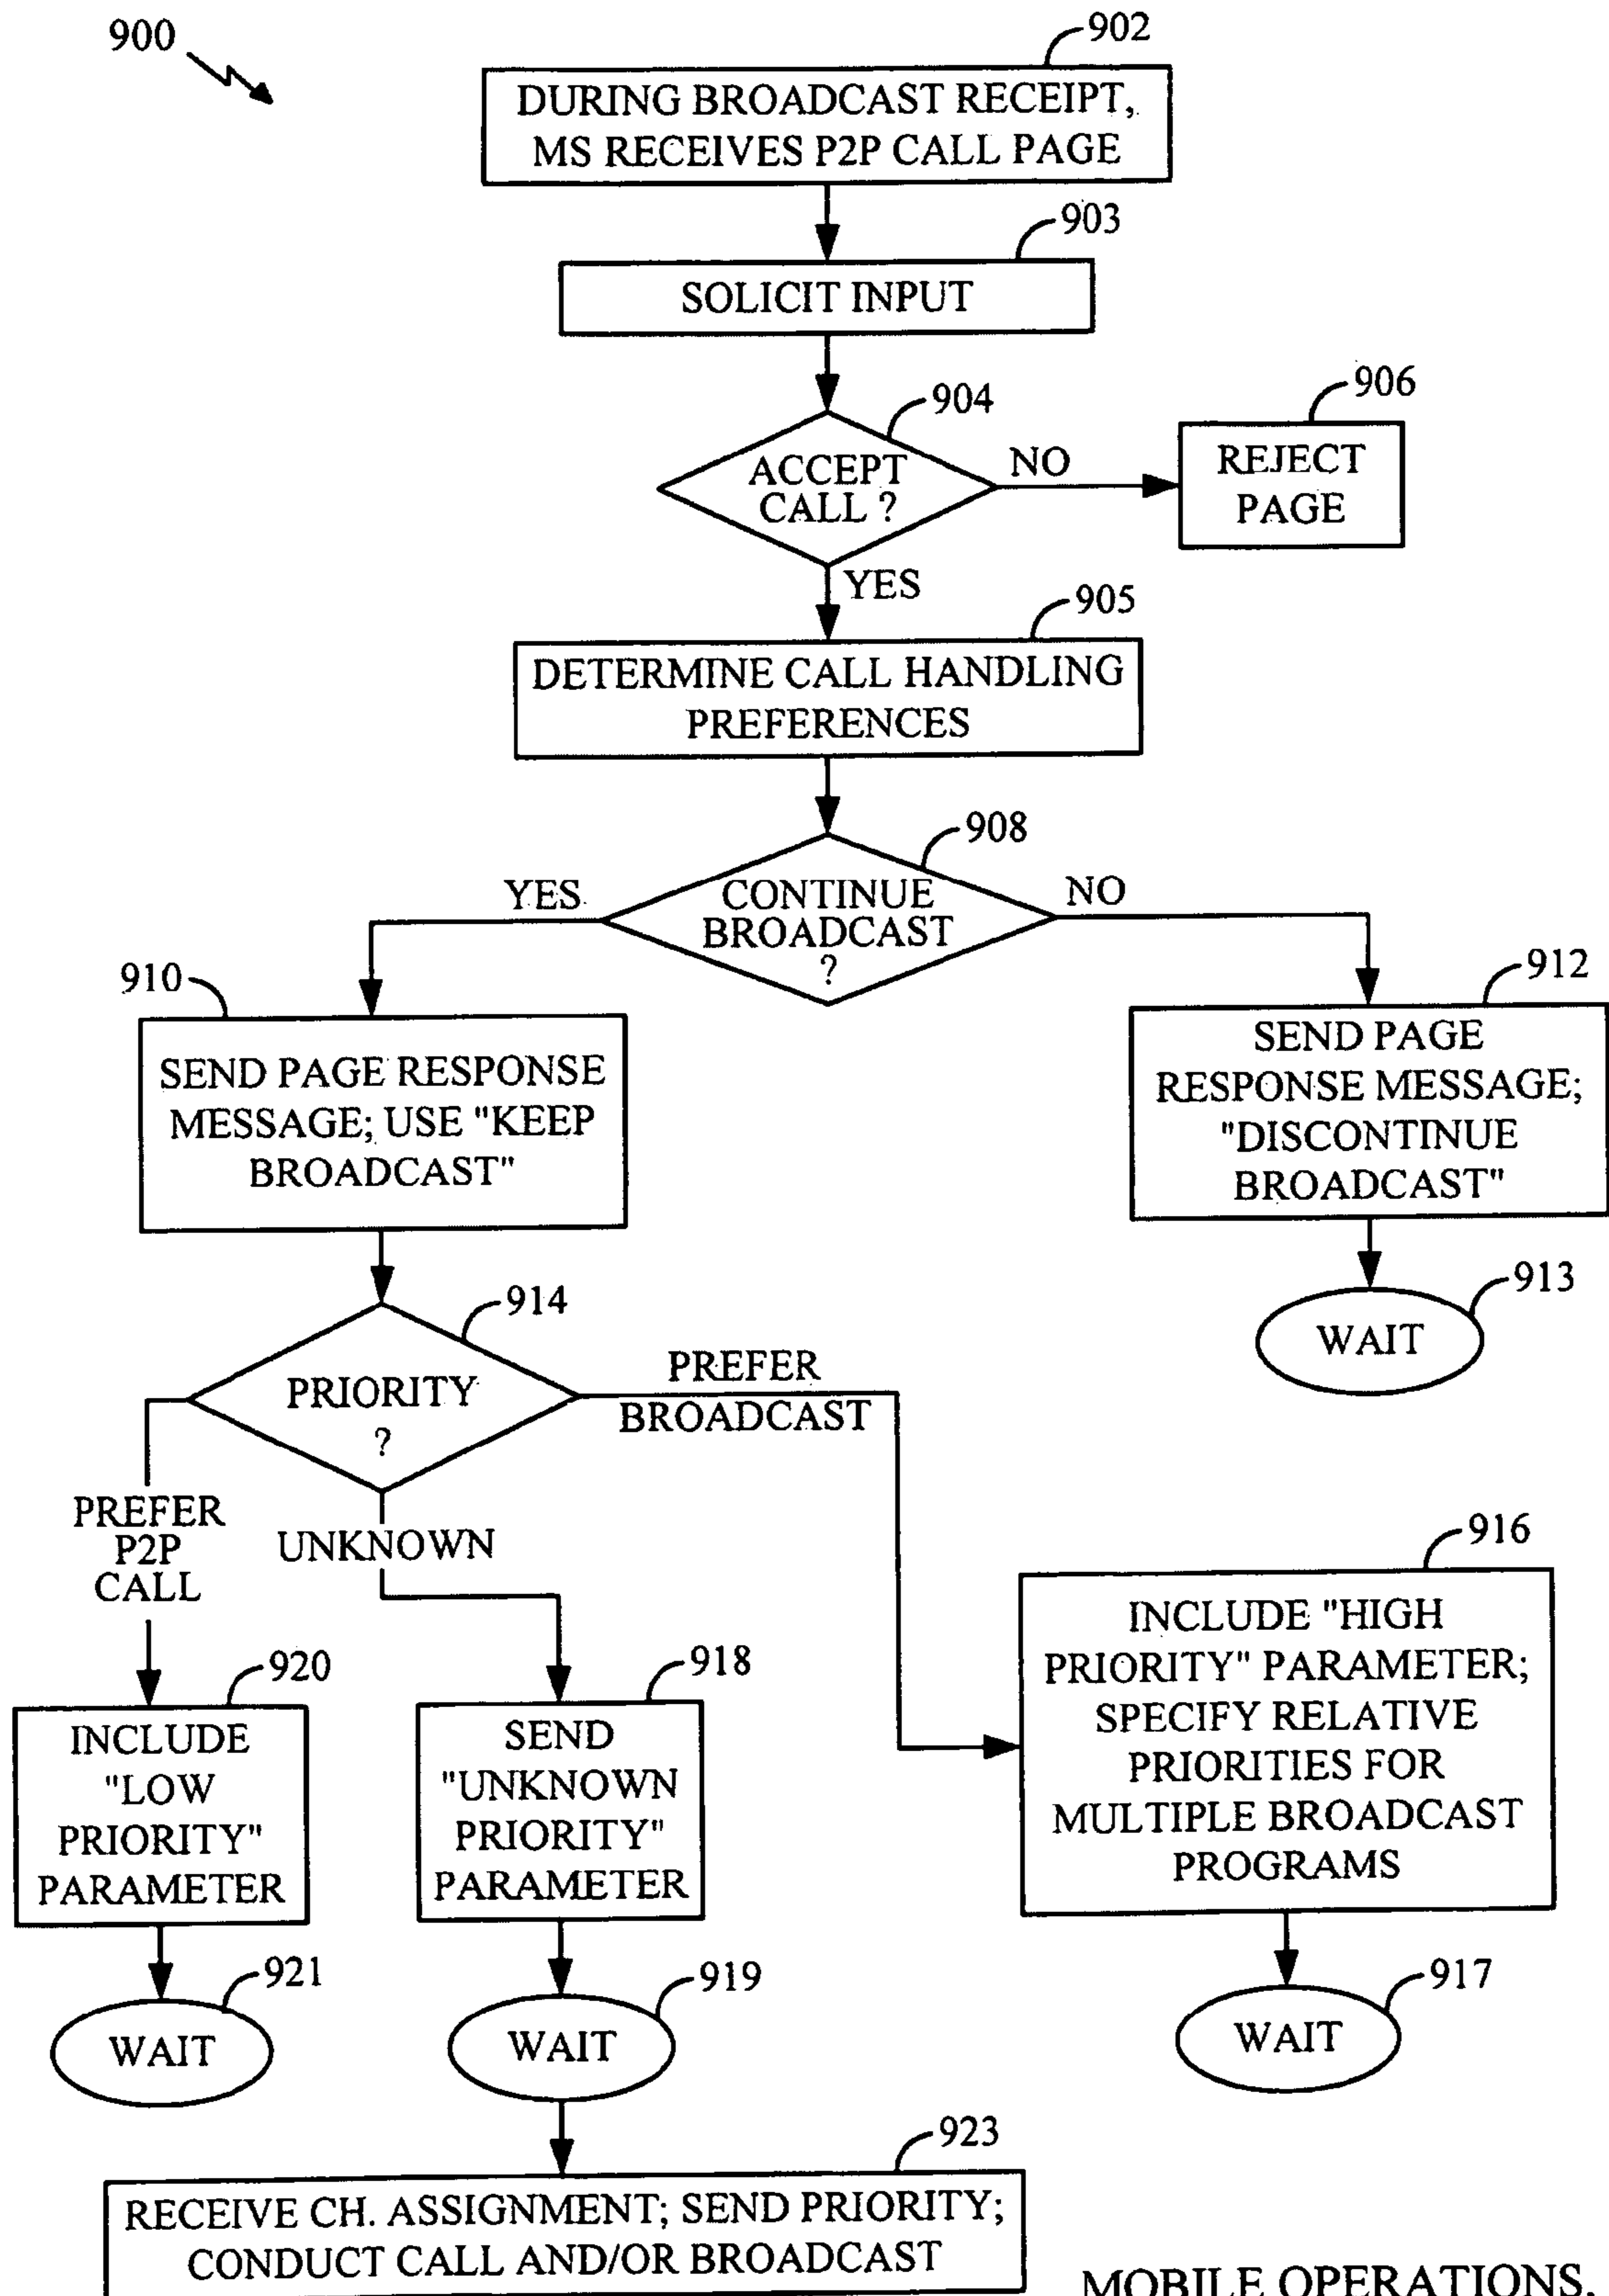 900
902
DURING BROADCAST RECEIPT,
MS RECEIVES P2P CALL PAGE
903
SOLICIT INPUT
904
ACCEPT
CALL ?
NO
906
REJECT
PAGE
YES
905
DETERMINE CALL HANDLING
PREFERENCES
908
CONTINUE
BROADCAST
?
YES
NO
910
SEND PAGE RESPONSE
MESSAGE; USE "KEEP
BROADCAST"
912
SEND PAGE
RESPONSE MESSAGE;
"DISCONTINUE
BROADCAST"
913
WAIT
914
PRIORITY
?
PREFER
BROADCAST
PREFER
P2P
CALL
UNKNOWN
916
INCLUDE "HIGH
PRIORITY" PARAMETER;
SPECIFY RELATIVE
PRIORITIES FOR
MULTIPLE BROADCAST
PROGRAMS
920
INCLUDE
"LOW
PRIORITY"
PARAMETER
918
SEND
"UNKNOWN
PRIORITY"
PARAMETER
921
WAIT
919
WAIT
917
WAIT
923
RECEIVE CH. ASSIGNMENT; SEND PRIORITY;
CONDUCT CALL AND/OR BROADCAST
MOBILE OPERATIONS,